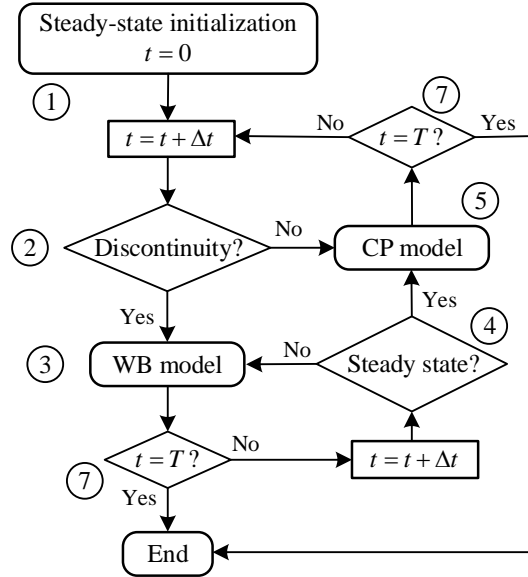 Steady-state initialization
t = 0
1
7
No
t = T ?
Yes
t = t + Δt
5
2
Discontinuity?
No
CP model
Yes
Yes
4
3
WB model
No
Steady state?
t = T ?
No
t = t + Δt
7
Yes
End